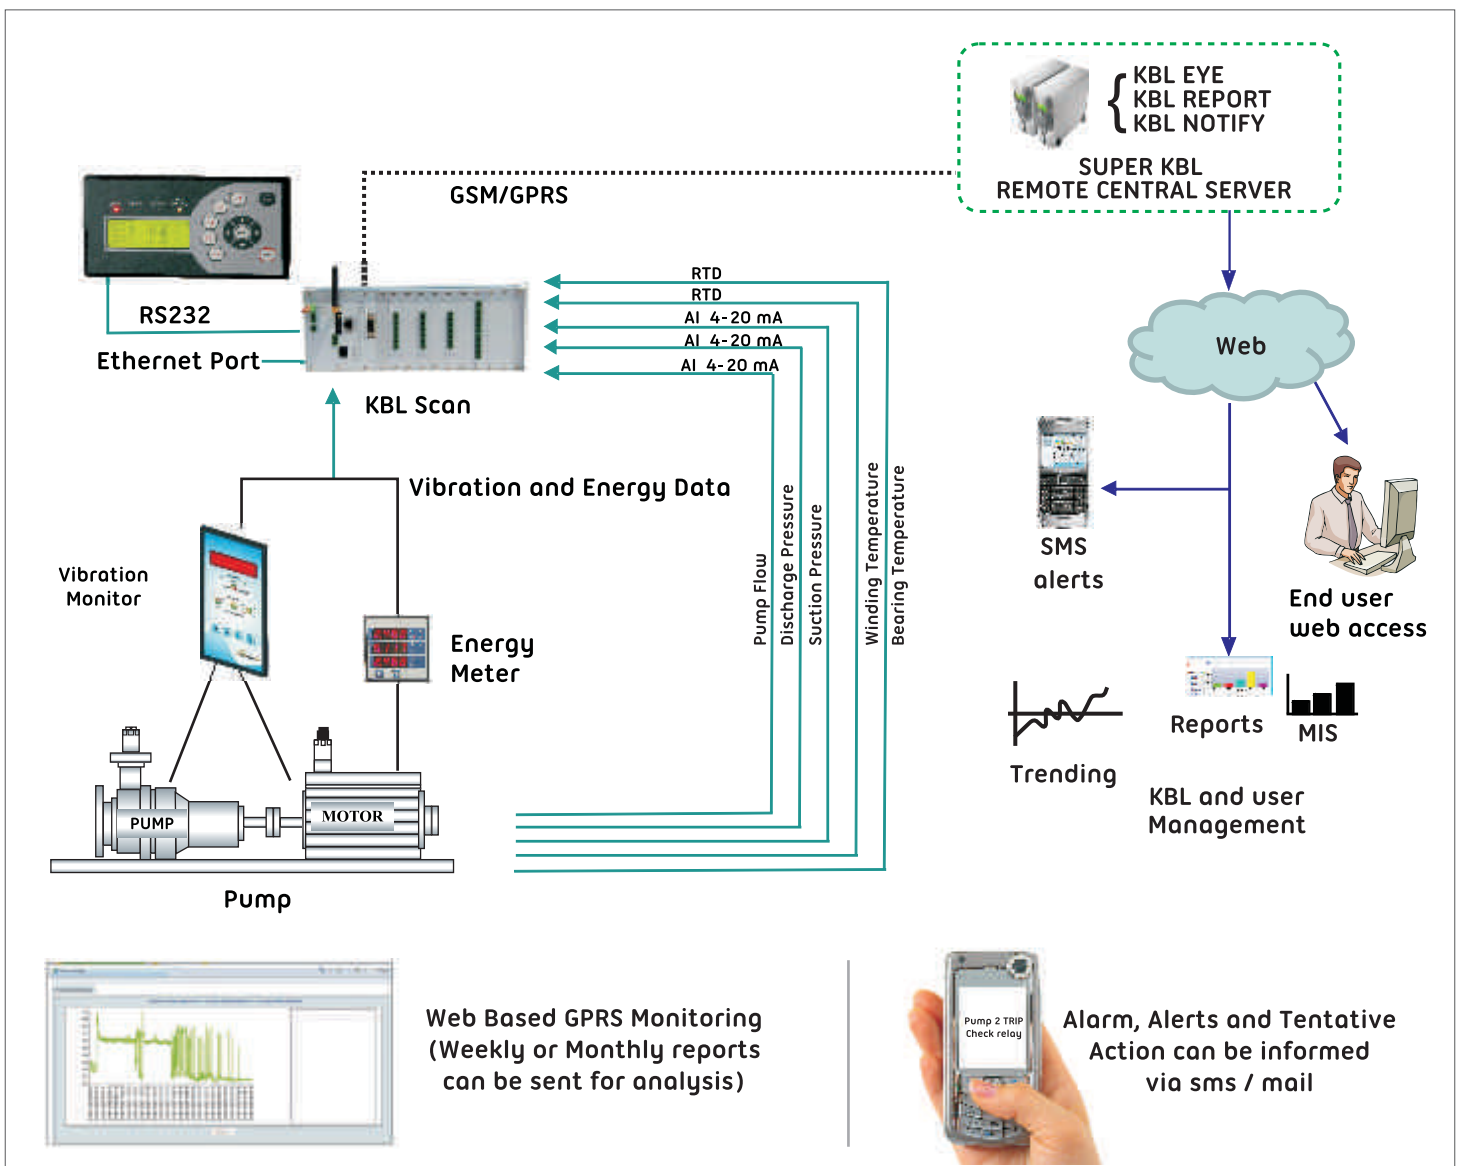 KBL EYE
KBL REPORT
KBL NOTIFY
SUPER KBL
REMOTE CENTRAL SERVER
GSM/GPRS
RS232
Ethernet Port
KBL Scan
RTD
RTD
AI 4-20 mA
AI 4-20 mA
AI 4-20 mA
Web
Vibration and Energy Data
Vibration
Monitor
Energy
Meter
Pump Flow
Discharge Pressure
Suction Pressure
Winding Temperature
Bearing Temperature
SMS
alerts
End user
web access
Reports
MIS
Trending
KBL and user
Management
PUMP
MOTOR
Pump
Web Based GPRS Monitoring
(Weekly or Monthly reports
can be sent for analysis)
Pump 2 TRIP
Check relay
Alarm, Alerts and Tentative
Action can be informed
via sms / mail